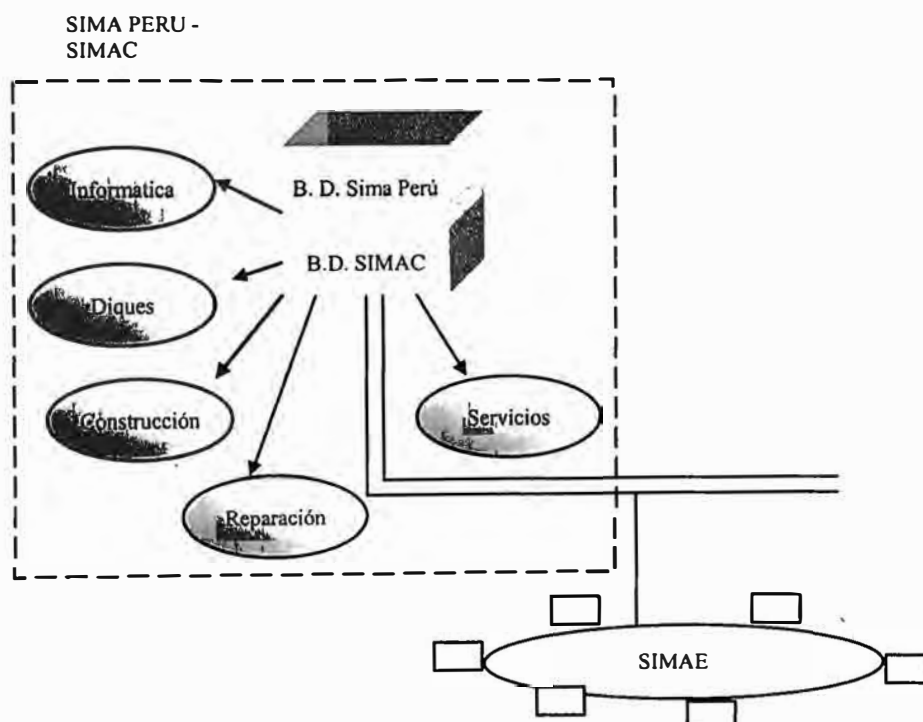 SIMA PERU -
SIMAC
B. D. Sima Perú
Informática
B.D. SIMAC
Diques
Construcción
Servicios
Reparación
SIMAE